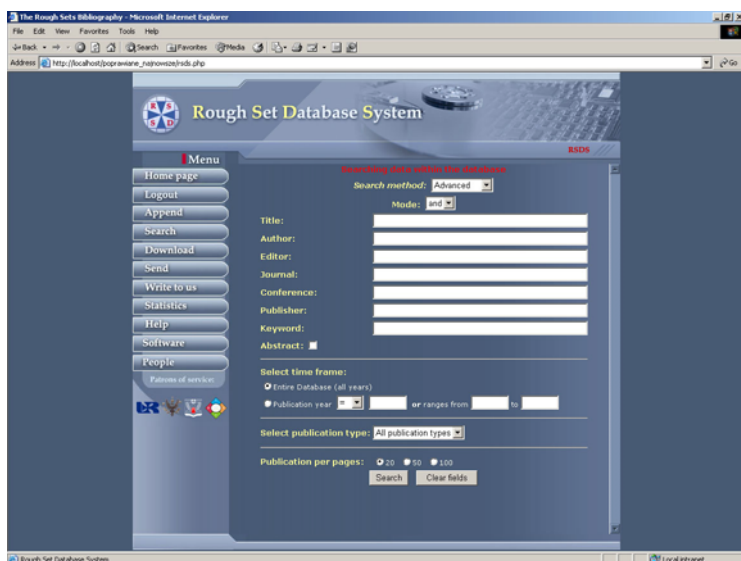 The Rough Sets Bibliography - Microsoft Internet Explorer
File Edit View Favorites Tools Help
Back Search Favorites Media
Address http://localhost/poprawiane_najnowsze/rsds.php Go
RSDS
Rough Set Database System
RSDS
Menu
Home page
Logout
Append
Search
Download
Send
Write to us
Statistics
Help
Software
People
Patrons of service:
Searching data within the database
Search method: Advanced
Mode: and
Title:
Author:
Editor:
Journal:
Conference:
Publisher:
Keyword:
Abstract:
Select time frame:
Entire Database (all years)
Publication year = or ranges from to
Select publication type: All publication types
Publication per pages: 20 50 100
Search Clear fields
Rough Set Database System Local intranet